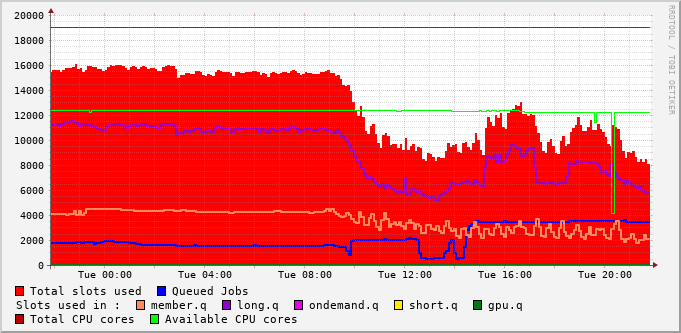 20000
18000
16000
14000
12000
10000
8000
6000
4000
2000
0
Tue 00:00 Tue 04:00 Tue 08:00 Tue 12:00 Tue 16:00 Tue 20:00
RRDTOOL / TOBI OETIKER
Total slots used Queued Jobs
Slots used in : member.q long.q ondemand.q short.q gpu.q
Total CPU cores Available CPU cores